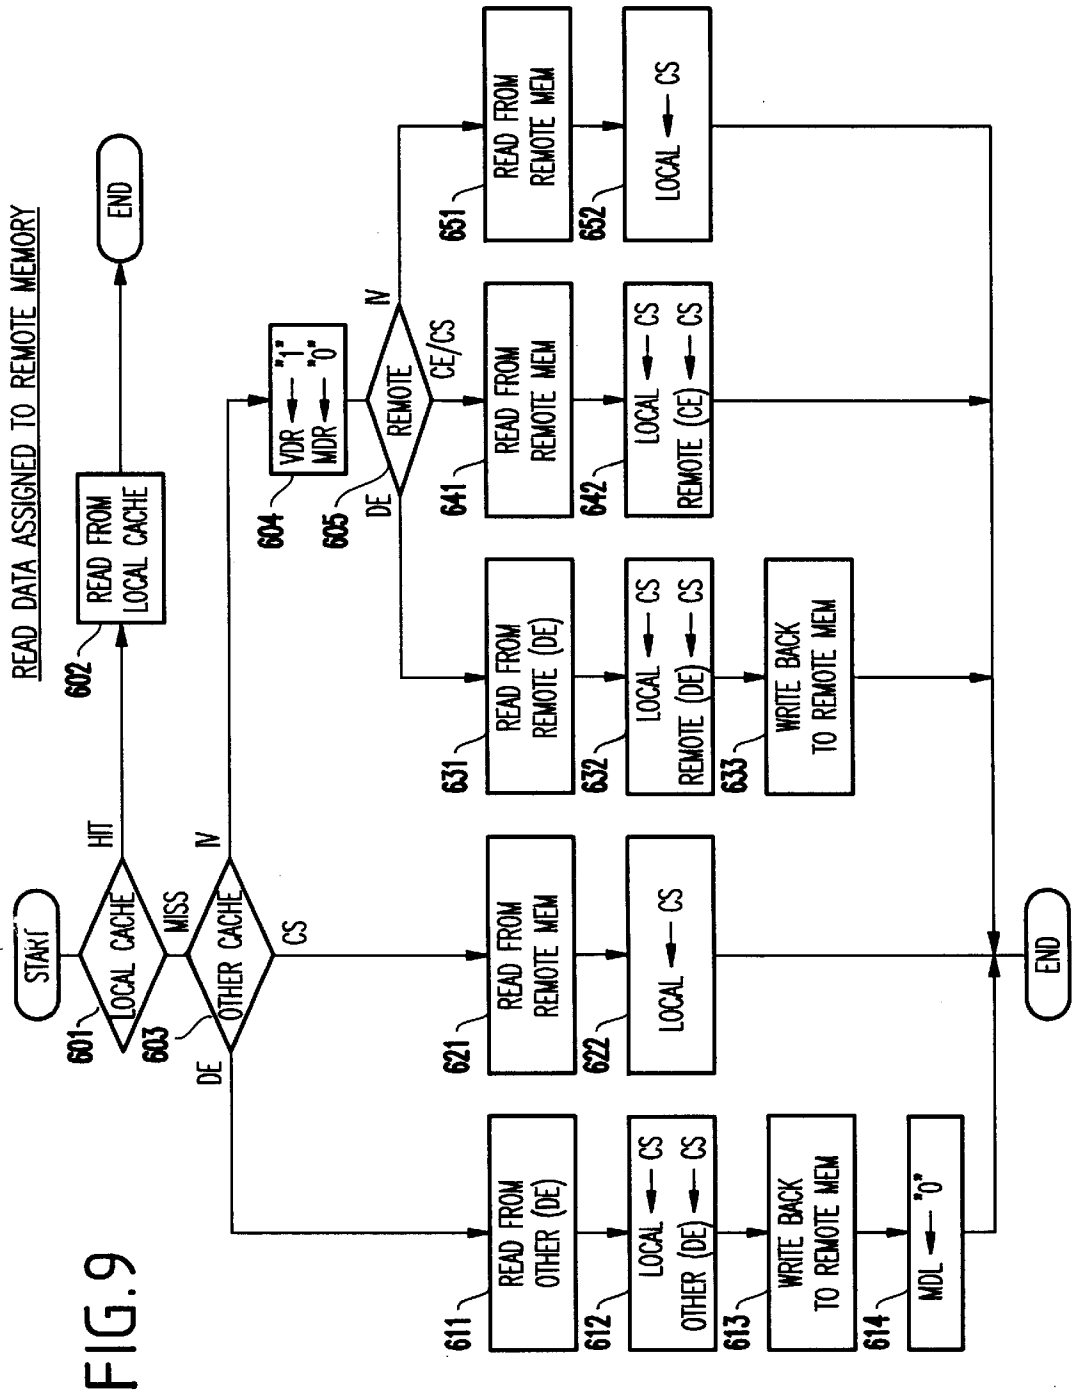 FIG.9
READ DATA ASSIGNED TO REMOTE MEMORY
START
601
LOCAL CACHE
HIT
602
READ FROM
LOCAL CACHE
END
MISS
603
OTHER CACHE
DE
CS
IV
604
VDR ← "1"
MDR ← "0"
605
REMOTE
DE
CE/CS
IV
611
READ FROM
OTHER (DE)
612
LOCAL ← CS
OTHER (DE) ← CS
613
WRITE BACK
TO REMOTE MEM
614
MDL ← "0"
621
READ FROM
REMOTE MEM
622
LOCAL ← CS
631
READ FROM
REMOTE (DE)
632
LOCAL ← CS
REMOTE (DE) ← CS
633
WRITE BACK
TO REMOTE MEM
641
READ FROM
REMOTE MEM
642
LOCAL ← CS
REMOTE (CE) ← CS
651
READ FROM
REMOTE MEM
652
LOCAL ← CS
END